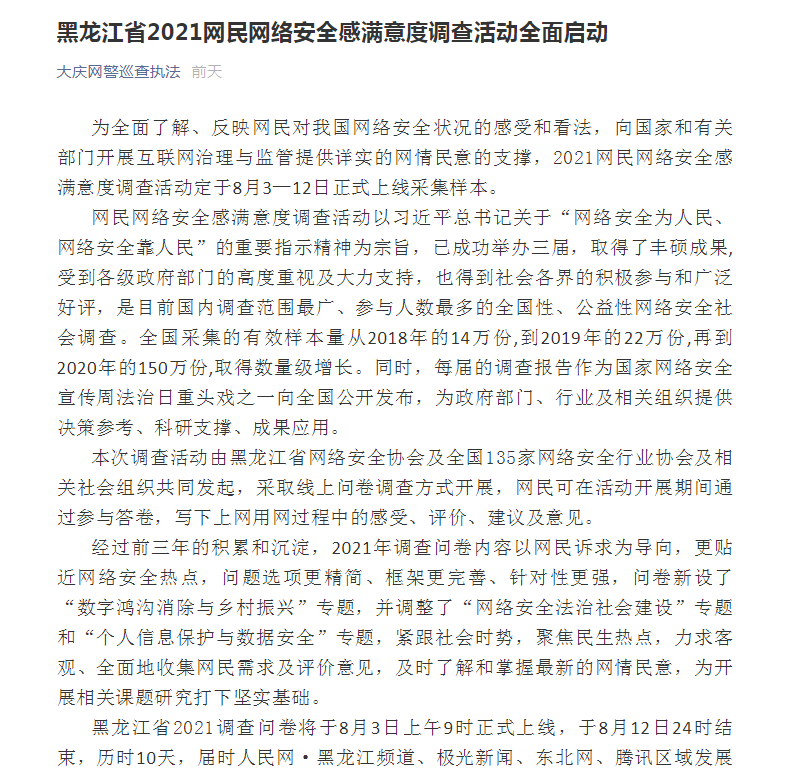 黑龙江省2021网民网络安全感满意度调查活动全面启动
大庆网警巡查执法 前天
为全面了解、反映网民对我国网络安全状况的感受和看法，向国家和有关
部门开展互联网治理与监管提供详实的网情民意的支撑，2021网民网络安全感
满意度调查活动定于8月3—12日正式上线采集样本。
网民网络安全感满意度调查活动以习近平总书记关于“网络安全为人民、
网络安全靠人民”的重要指示精神为宗旨，已成功举办三届，取得了丰硕成果,
受到各级政府部门的高度重视及大力支持，也得到社会各界的积极参与和广泛
好评，是目前国内调查范围最广、参与人数最多的全国性、公益性网络安全社
会调查。全国采集的有效样本量从2018年的14万份,到2019年的22万份,再到
2020年的150万份,取得数量级增长。同时，每届的调查报告作为国家网络安全
宣传周法治日重头戏之一向全国公开发布，为政府部门、行业及相关组织提供
决策参考、科研支撑、成果应用。
本次调查活动由黑龙江省网络安全协会及全国135家网络安全行业协会及相
关社会组织共同发起，采取线上问卷调查方式开展，网民可在活动开展期间通
过参与答卷，写下上网用网过程中的感受、评价、建议及意见。
经过前三年的积累和沉淀，2021年调查问卷内容以网民诉求为导向，更贴
近网络安全热点，问题选项更精简、框架更完善、针对性更强，问卷新设了
“数字鸿沟消除与乡村振兴”专题，并调整了“网络安全法治社会建设”专题
和“个人信息保护与数据安全”专题，紧跟社会时势，聚焦民生热点，力求客
观、全面地收集网民需求及评价意见，及时了解和掌握最新的网情民意，为开
展相关课题研究打下坚实基础。
黑龙江省2021调查问卷将于8月3日上午9时正式上线，于8月12日24时结
束，历时10天，届时人民网·黑龙江频道、极光新闻、东北网、腾讯区域发展